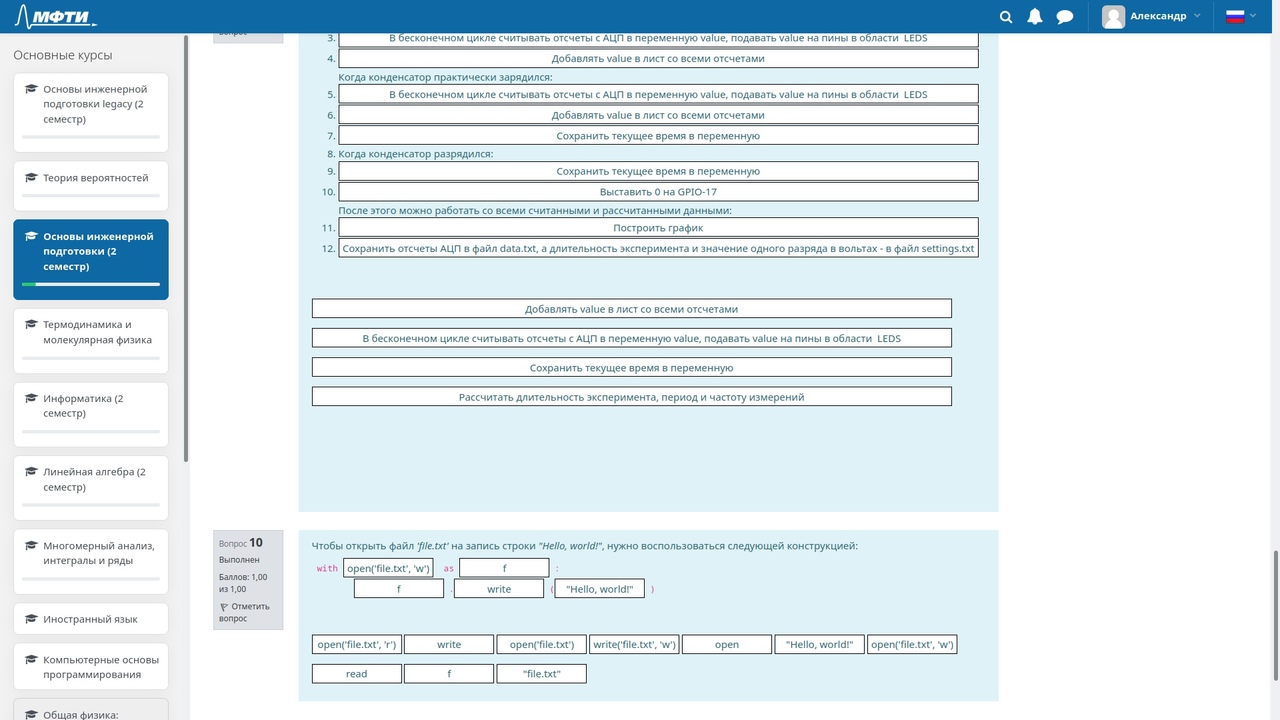 МФТИ
Александр
Основные курсы
Основы инженерной
подготовки legacy (2
семестр)
Теория вероятностей
Основы инженерной
подготовки (2
семестр)
Термодинамика и
молекулярная физика
Информатика (2
семестр)
Линейная алгебра (2
семестр)
Многомерный анализ,
интегралы и ряды
Иностранный язык
Компьютерные основы
программирования
Общая физика:
вопрос
3. В бесконечном цикле считывать отсчеты с АЦП в переменную value, подавать value на пины в области LEDS
4. Добавлять value в лист со всеми отсчетами
Когда конденсатор практически зарядился:
5. В бесконечном цикле считывать отсчеты с АЦП в переменную value, подавать value на пины в области LEDS
6. Добавлять value в лист со всеми отсчетами
7. Сохранить текущее время в переменную
8. Когда конденсатор разрядился:
9. Сохранить текущее время в переменную
10. Выставить 0 на GPIO-17
После этого можно работать со всеми считанными и рассчитанными данными:
11. Построить график
12. Сохранить отсчеты АЦП в файл data.txt, а длительность эксперимента и значение одного разряда в вольтах - в файл settings.txt
Добавлять value в лист со всеми отсчетами
В бесконечном цикле считывать отсчеты с АЦП в переменную value, подавать value на пины в области LEDS
Сохранить текущее время в переменную
Рассчитать длительность эксперимента, период и частоту измерений
Вопрос 10
Выполнен
Баллов: 1,00
из 1,00
Отметить
вопрос
Чтобы открыть файл 'file.txt' на запись строки "Hello, world!", нужно воспользоваться следующей конструкцией:
with open('file.txt', 'w') as f :
f . write ( "Hello, world!" )
open('file.txt', 'r') write open('file.txt') write('file.txt', 'w') open "Hello, world!" open('file.txt', 'w')
read f "file.txt"